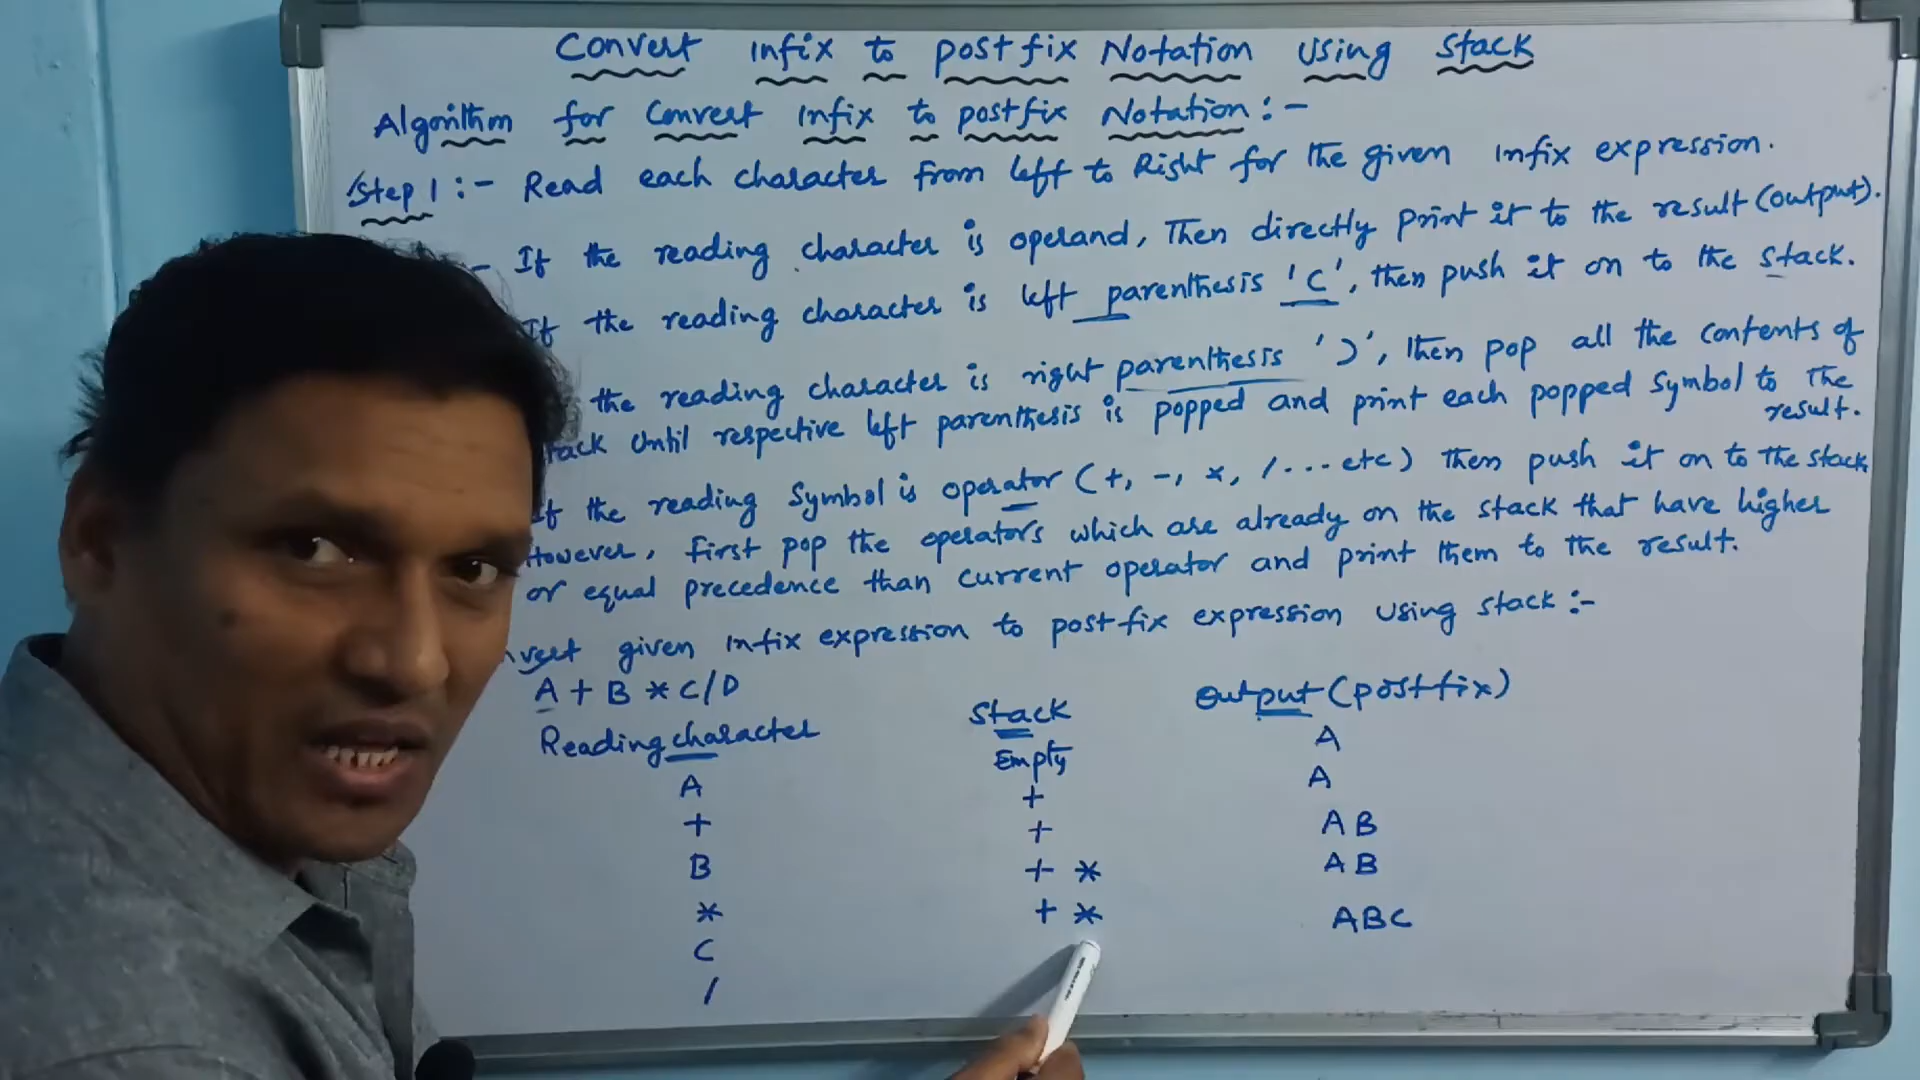 Convert Infix to postfix Notation Using Stack
Algorithm for Convert Infix to postfix Notation:-
Step 1:- Read each character from left to Right for the given Infix expression.
- If the reading character is operand, Then directly print it to the result (output).
If the reading character is left parenthesis '(', then push it on to the Stack.
the reading character is right parenthesis ')', then pop all the contents of
tack Until respective left parenthesis is popped and print each popped Symbol to The
result.
If the reading Symbol is operator (+, -, *, /...etc) then push it on to the stack
However, first pop the operators which are already on the stack that have higher
or equal precedence than current operator and print them to the result.
vert given Infix expression to postfix expression using stack:-
A + B * C/D
Reading character Stack Output (postfix)
A Empty A
+ + A
B + AB
* + * AB
C + * ABC
/